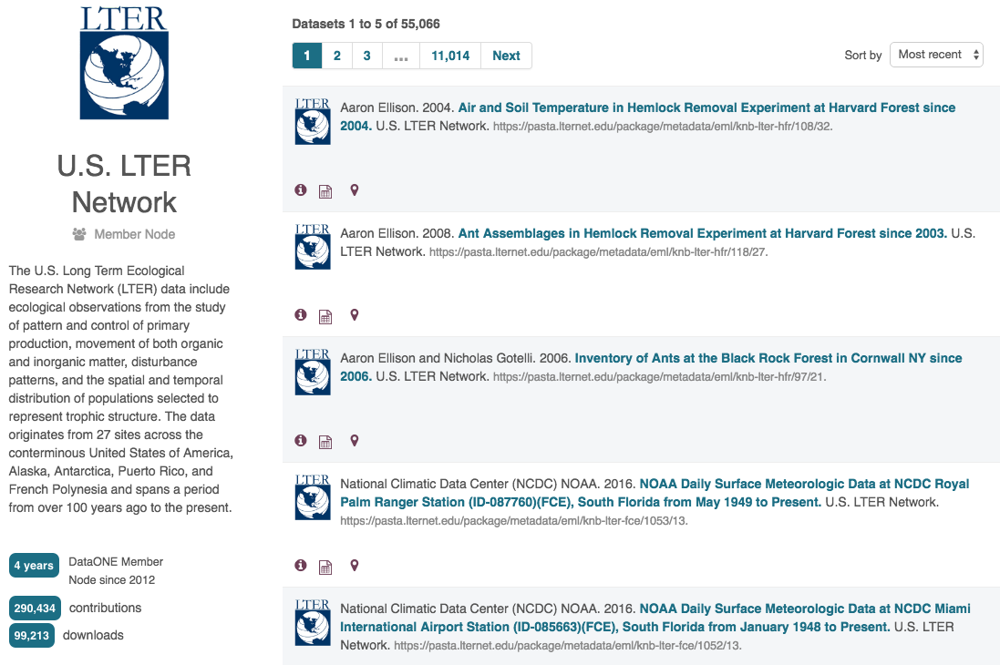 LTER
U.S. LTER
Network
Member Node
The U.S. Long Term Ecological
Research Network (LTER) data include
ecological observations from the study
of pattern and control of primary
production, movement of both organic
and inorganic matter, disturbance
patterns, and the spatial and temporal
distribution of populations selected to
represent trophic structure. The data
originates from 27 sites across the
conterminous United States of America,
Alaska, Antarctica, Puerto Rico, and
French Polynesia and spans a period
from over 100 years ago to the present.
4 years DataONE Member
Node since 2012
290,434 contributions
99,213 downloads
Datasets 1 to 5 of 55,066
1 2 3 ... 11,014 Next
Sort by Most recent
LTER
Aaron Ellison. 2004. Air and Soil Temperature in Hemlock Removal Experiment at Harvard Forest since
2004. U.S. LTER Network. https://pasta.lternet.edu/package/metadata/eml/knb-lter-hfr/108/32.
LTER
Aaron Ellison. 2008. Ant Assemblages in Hemlock Removal Experiment at Harvard Forest since 2003. U.S.
LTER Network. https://pasta.lternet.edu/package/metadata/eml/knb-lter-hfr/118/27.
LTER
Aaron Ellison and Nicholas Gotelli. 2006. Inventory of Ants at the Black Rock Forest in Cornwall NY since
2006. U.S. LTER Network. https://pasta.lternet.edu/package/metadata/eml/knb-lter-hfr/97/21.
LTER
National Climatic Data Center (NCDC) NOAA. 2016. NOAA Daily Surface Meteorologic Data at NCDC Royal
Palm Ranger Station (ID-087760)(FCE), South Florida from May 1949 to Present. U.S. LTER Network.
https://pasta.lternet.edu/package/metadata/eml/knb-lter-fce/1053/13.
LTER
National Climatic Data Center (NCDC) NOAA. 2016. NOAA Daily Surface Meteorologic Data at NCDC Miami
International Airport Station (ID-085663)(FCE), South Florida from January 1948 to Present. U.S. LTER
Network. https://pasta.lternet.edu/package/metadata/eml/knb-lter-fce/1052/13.